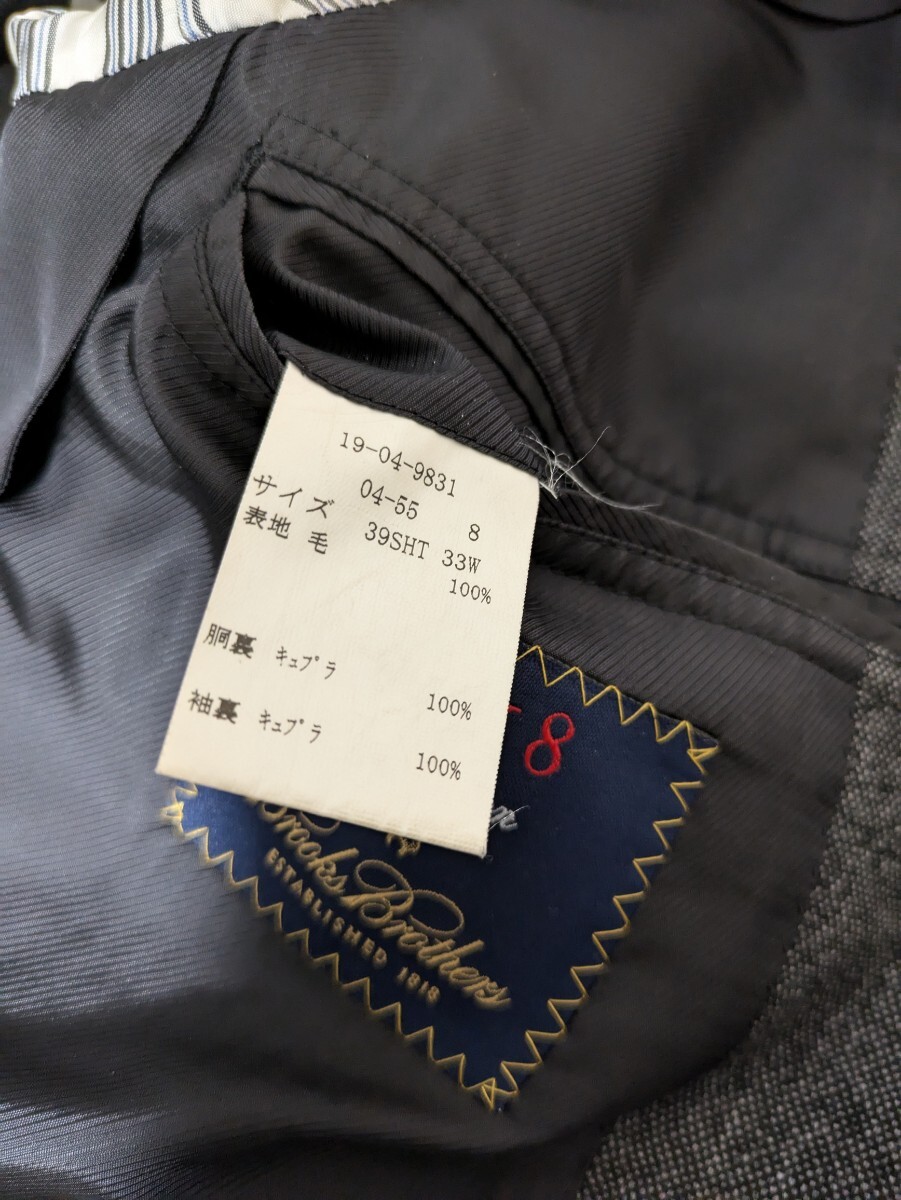 19-04-9831
04-55 8
サイズ 39SHT 33W
表地 毛 100%
胴裏 キュプラ 100%
袖裏 キュプラ 100%
-8
Brooks Brothers
ESTABLISHED 1818